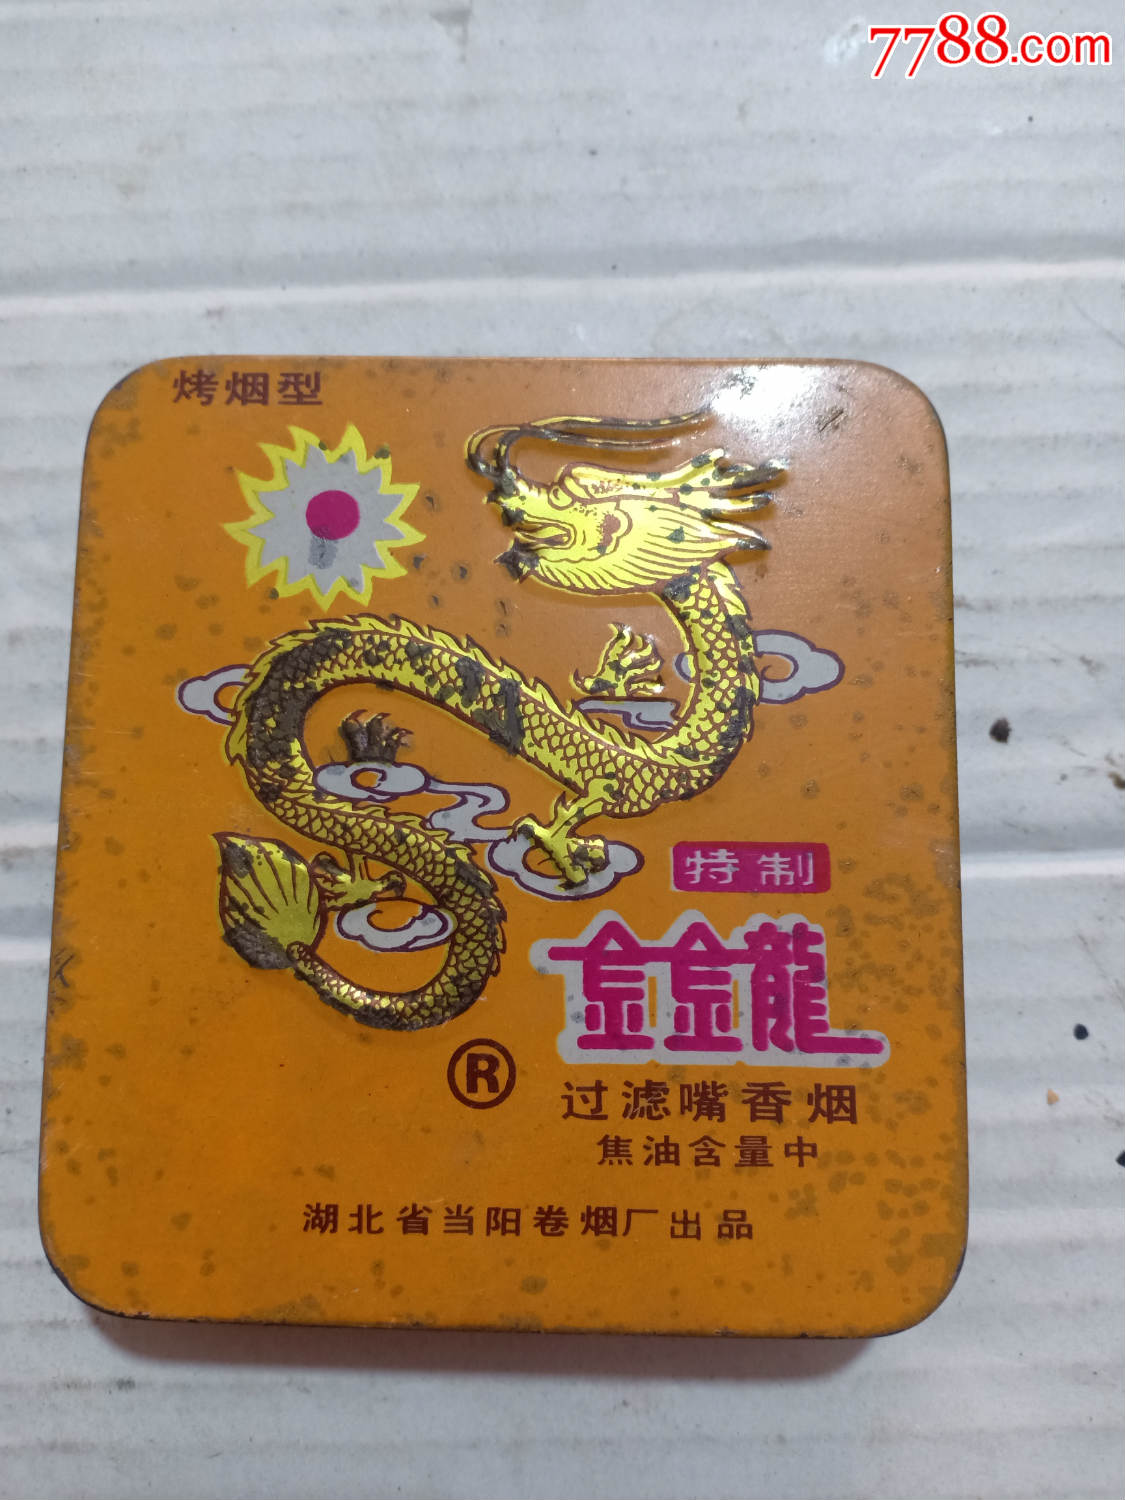 7788.com
烤烟型
特制
金金龍
®
过滤嘴香烟
焦油含量中
湖北省当阳卷烟厂出品